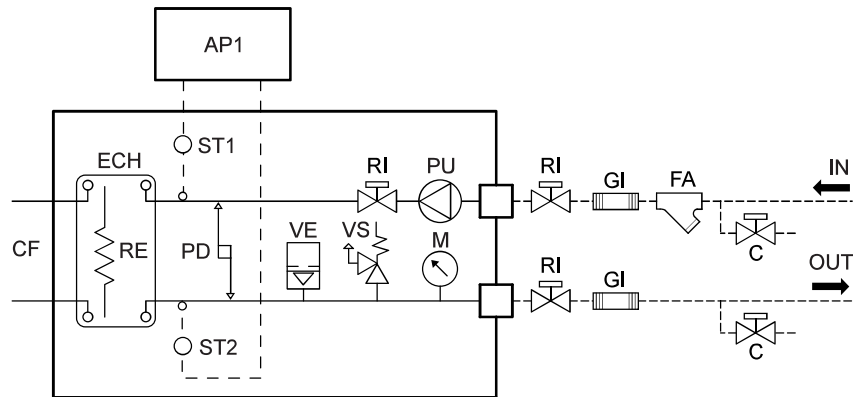 AP1
ECH
ST1
RI
PU
RI
GI
FA
IN
CF
RE
PD
VE
VS
M
C
OUT
RI
GI
ST2
C